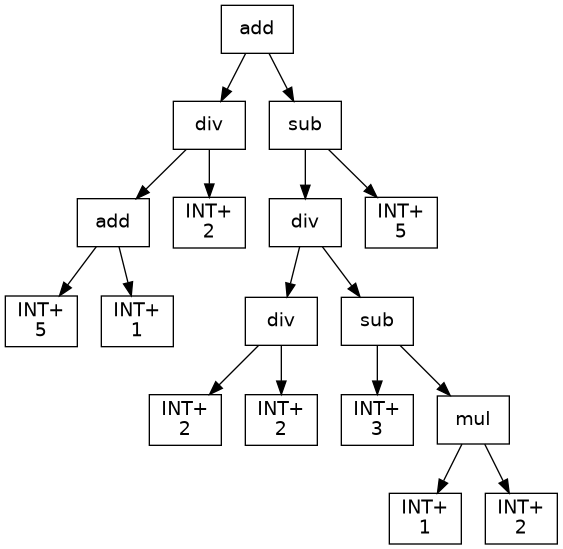 add
div
sub
add
INT+
2
div
INT+
5
INT+
5
INT+
1
div
sub
INT+
2
INT+
2
INT+
3
mul
INT+
1
INT+
2